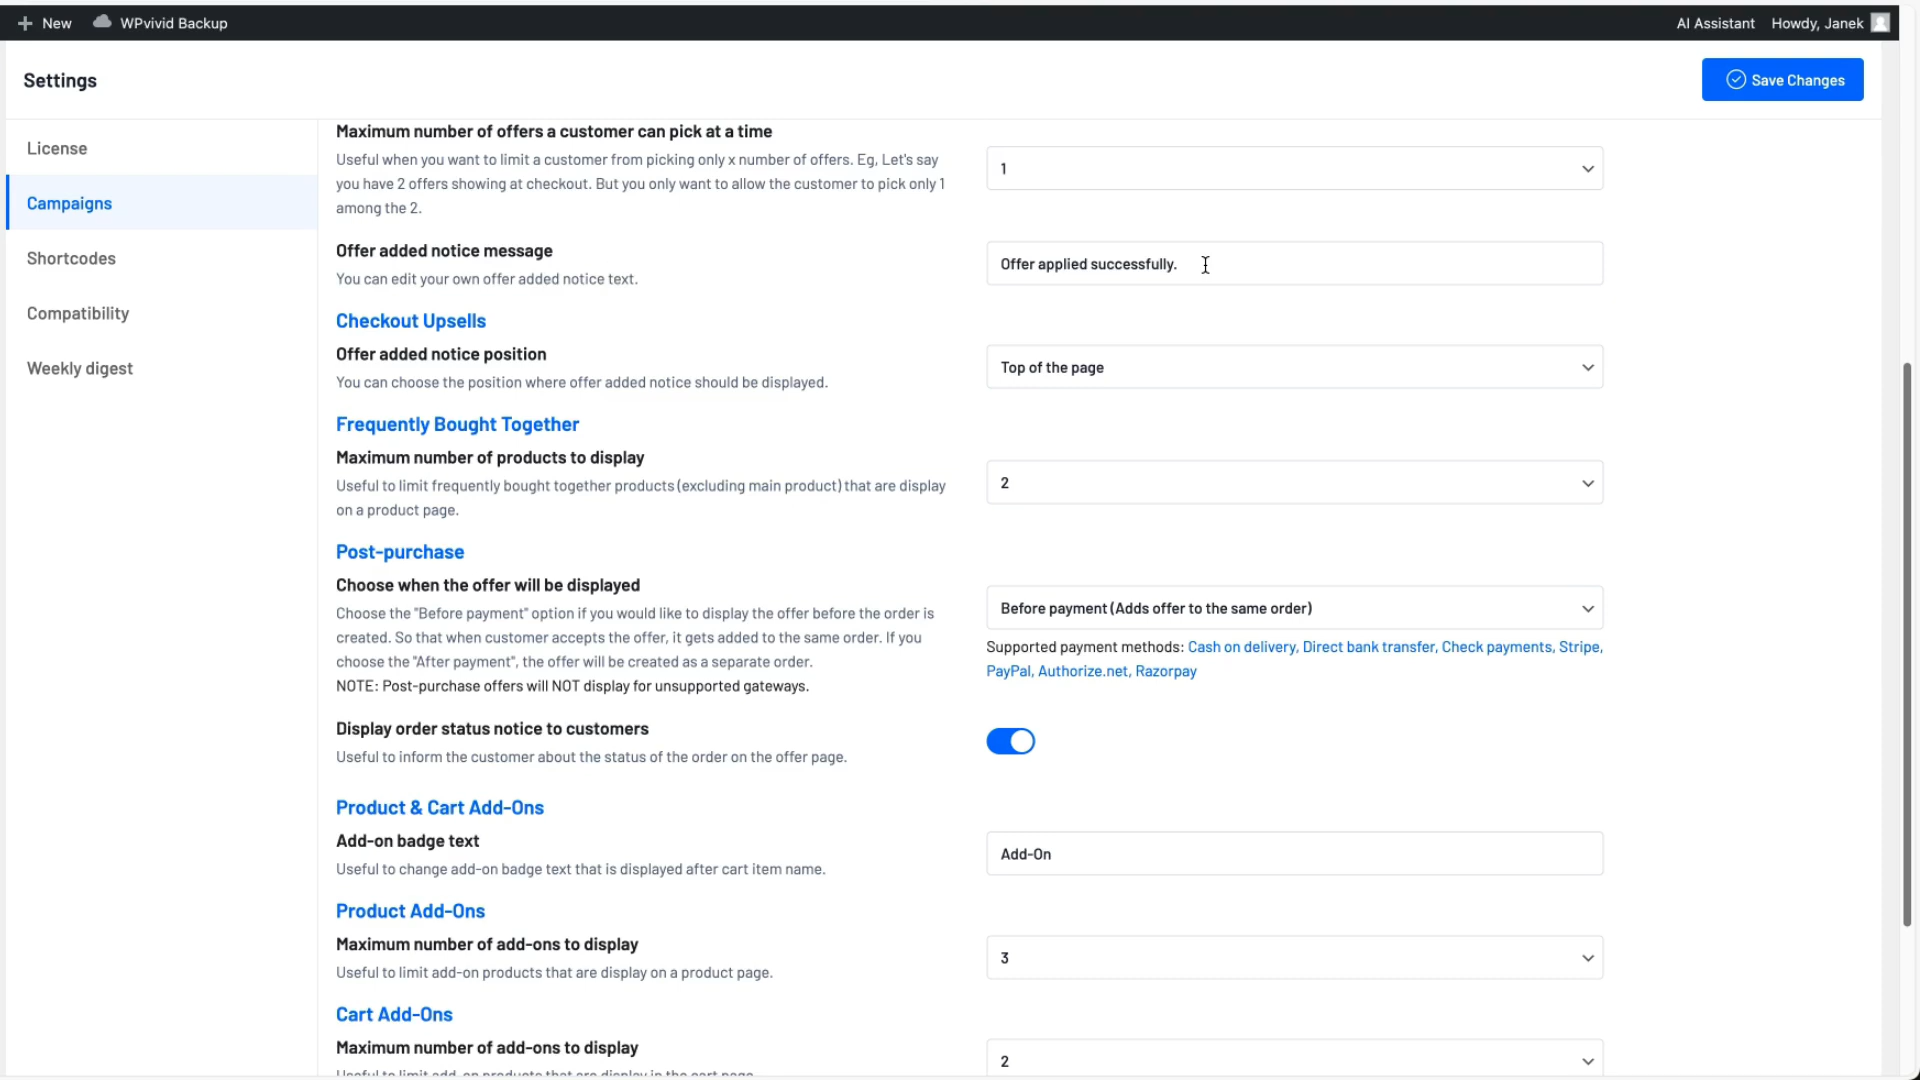 New
WPvivid Backup
AI Assistant
Howdy, Janek
Settings
Save Changes
License
Campaigns
Shortcodes
Compatibility
Weekly digest
Maximum number of offers a customer can pick at a time
Useful when you want to limit a customer from picking only x number of offers. Eg, Let's say
you have 2 offers showing at checkout. But you only want to allow the customer to pick only 1
among the 2.
1
Offer added notice message
You can edit your own offer added notice text.
Offer applied successfully.
Checkout Upsells
Offer added notice position
You can choose the position where offer added notice should be displayed.
Top of the page
Frequently Bought Together
Maximum number of products to display
Useful to limit frequently bought together products (excluding main product) that are display
on a product page.
2
Post-purchase
Choose when the offer will be displayed
Choose the "Before payment" option if you would like to display the offer before the order is
created. So that when customer accepts the offer, it gets added to the same order. If you
choose the "After payment", the offer will be created as a separate order.
NOTE: Post-purchase offers will NOT display for unsupported gateways.
Before payment (Adds offer to the same order)
Supported payment methods: Cash on delivery, Direct bank transfer, Check payments, Stripe,
PayPal, Authorize.net, Razorpay
Display order status notice to customers
Useful to inform the customer about the status of the order on the offer page.
Product & Cart Add-Ons
Add-on badge text
Useful to change add-on badge text that is displayed after cart item name.
Add-On
Product Add-Ons
Maximum number of add-ons to display
Useful to limit add-on products that are display on a product page.
3
Cart Add-Ons
Maximum number of add-ons to display
Useful to limit add-on products that are display in the cart page.
2